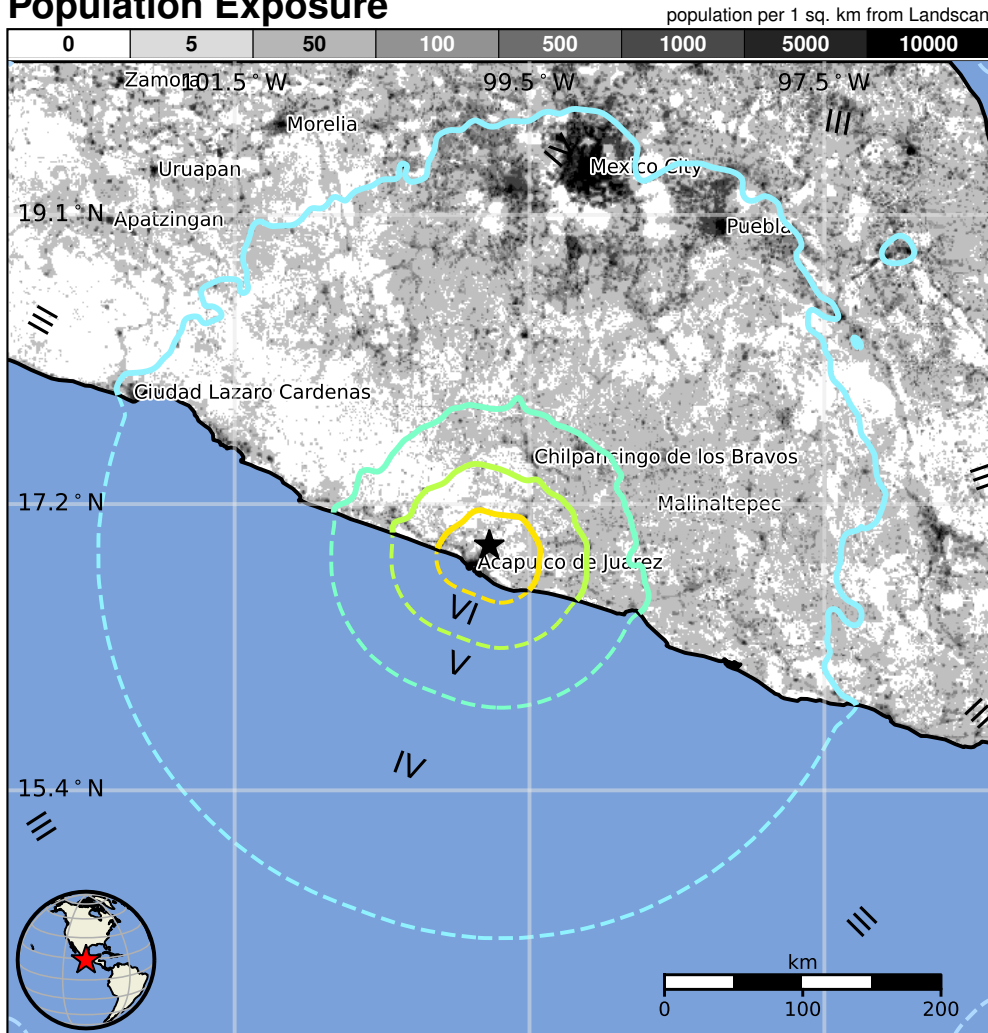 Population Exposure
population per 1 sq. km from Landscan
0 5 50 100 500 1000 5000 10000
Zamora 101.5°W 99.5°W 97.5°W
III
Morelia
IV
Uruapan Mexico City
19.1°N Apatzingan Puebla
III
Ciudad Lazaro Cardenas
Chilpancingo de los Bravos
III
17.2°N Malinaltepec
Acapulco de Juarez
VI
V
III
IV
15.4°N
III
III
km
0 100 200